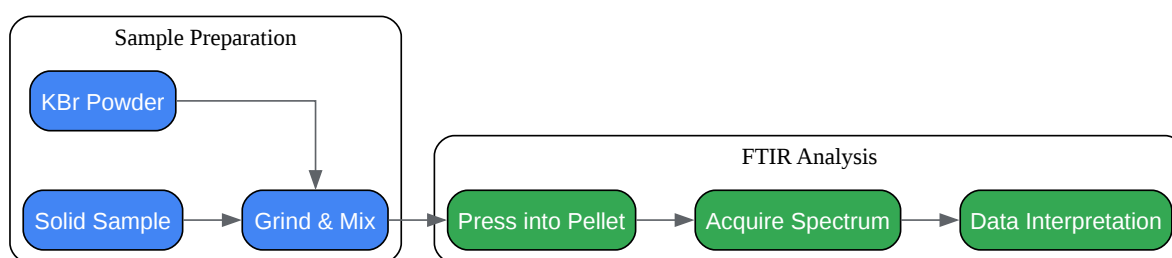 Sample Preparation
KBr Powder
Solid Sample
Grind & Mix
FTIR Analysis
Press into Pellet
Acquire Spectrum
Data Interpretation